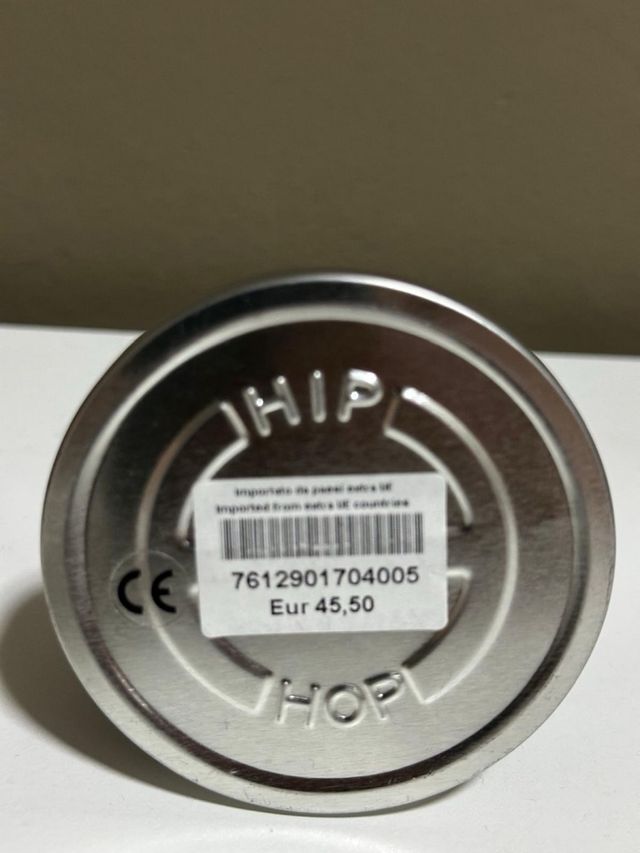 HIP
Importato da paesi extra UE
Imported from extra UE countries
7612901704005
CE
Eur 45,50
HOP